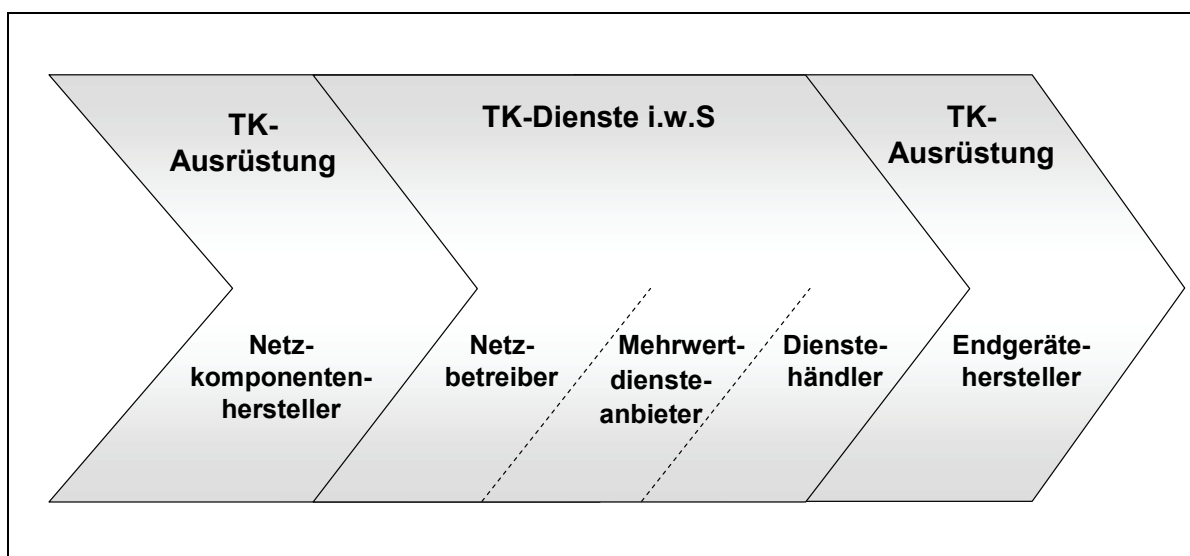 TK-
Ausrüstung
TK-Dienste i.w.S
TK-
Ausrüstung
Netz-
komponenten-
hersteller
Netz-
betreiber
Mehrwert-
dienste-
anbieter
Dienste-
händler
Endgeräte-
hersteller